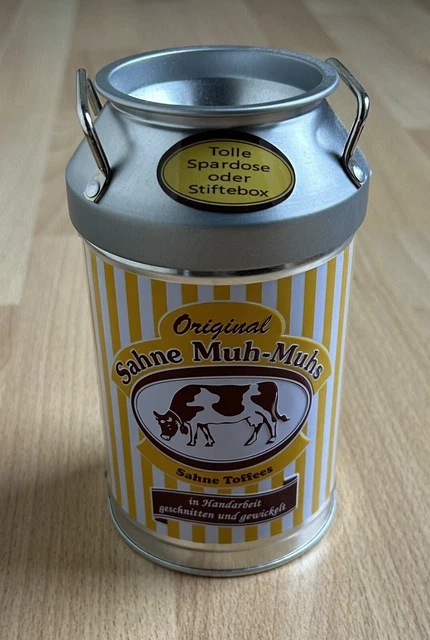 Tolle
Spardose
oder
Stiftebox
Original
Sahne Muh-Muhs
Sahne Toffees
in Handarbeit
geschnitten und gewickelt